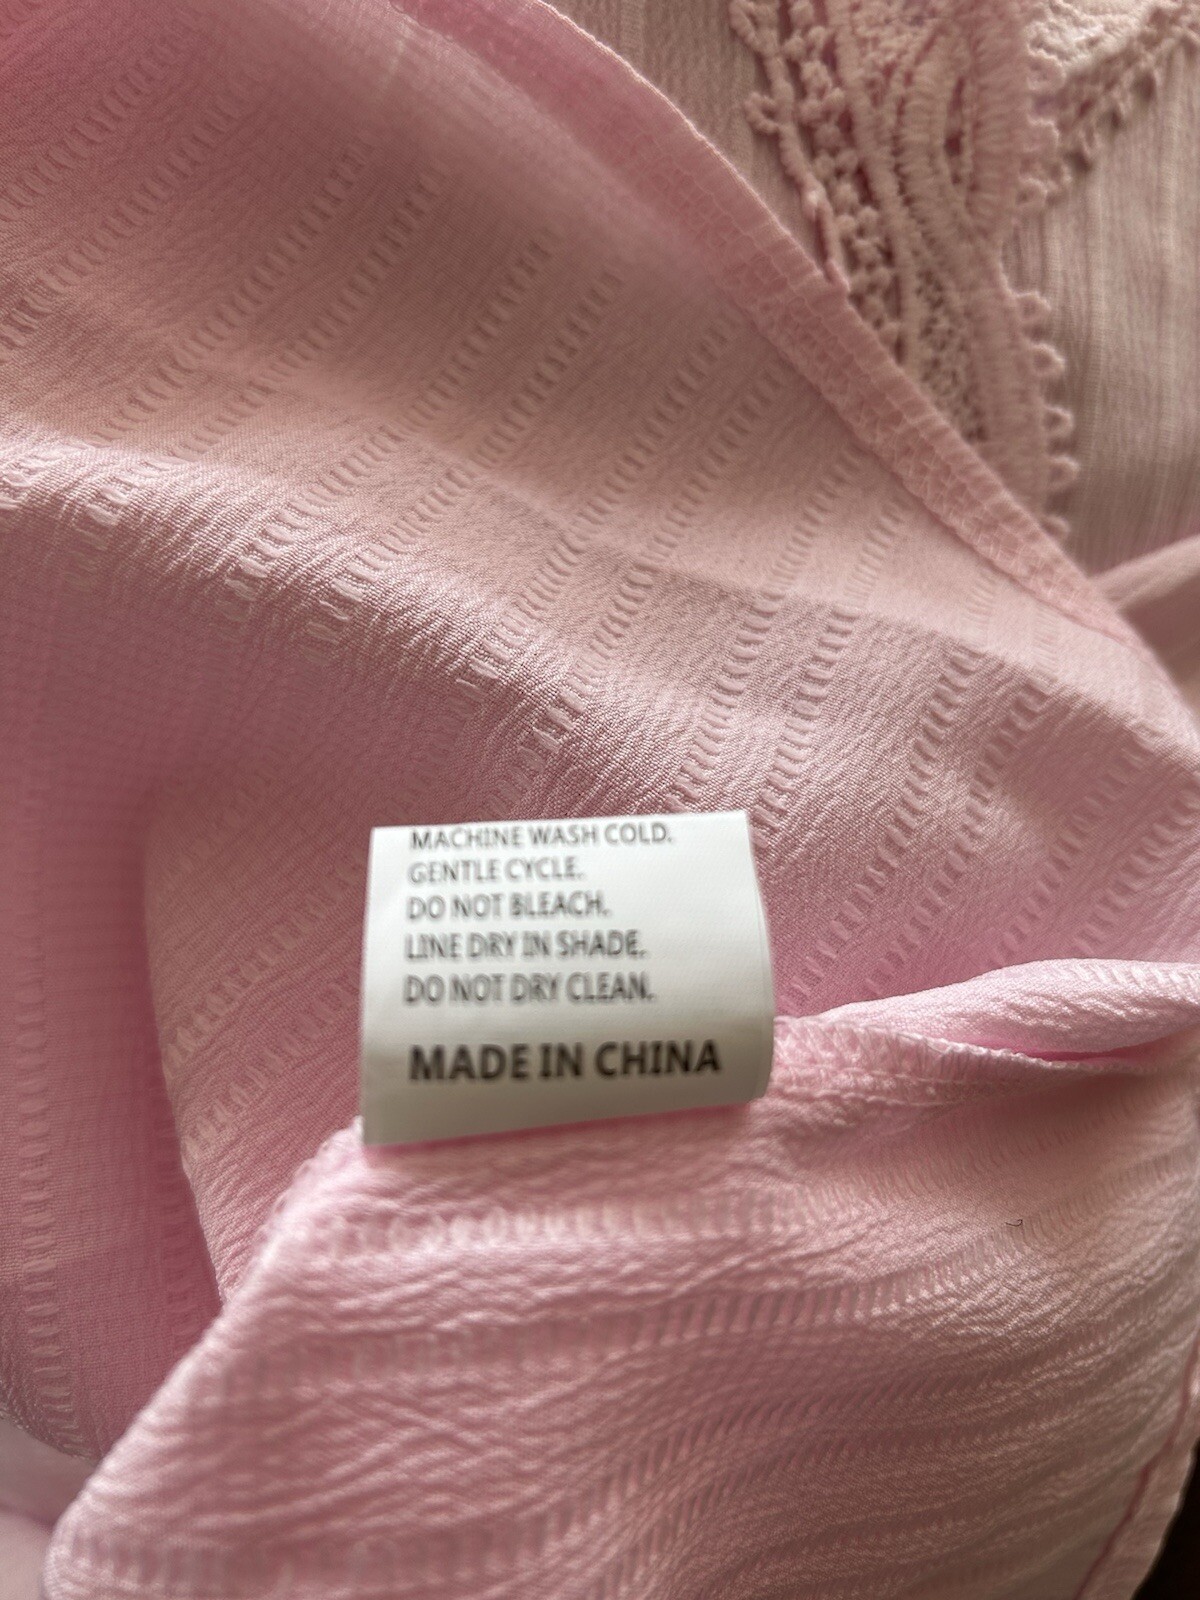 MACHINE WASH COLD.
GENTLE CYCLE.
DO NOT BLEACH.
LINE DRY IN SHADE.
DO NOT DRY CLEAN.
MADE IN CHINA